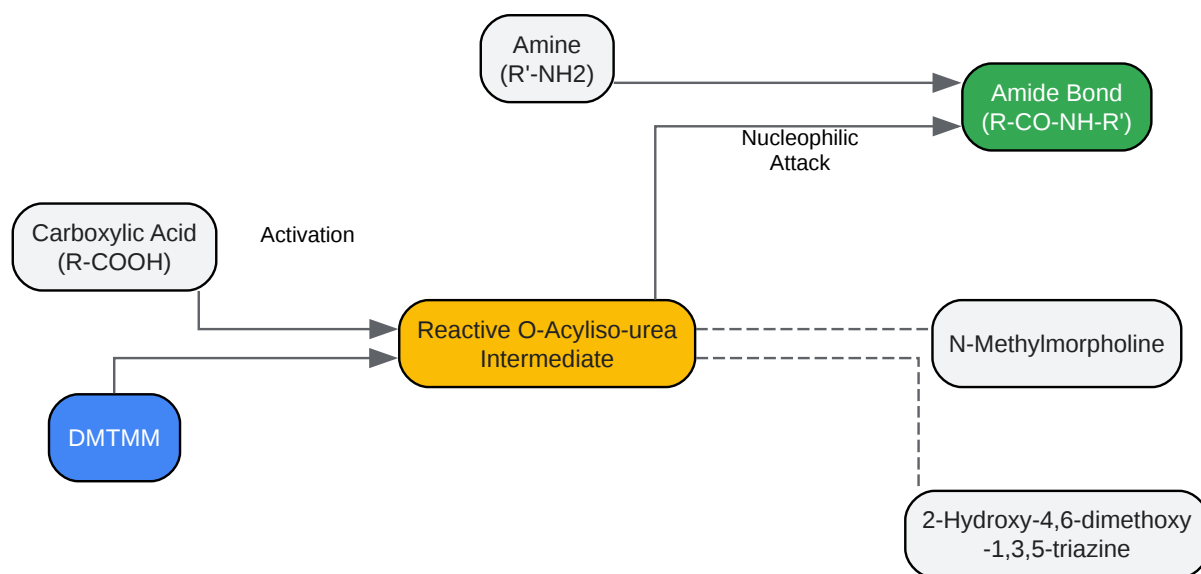 Amine
(R'-NH2)
Amide Bond
(R-CO-NH-R')
Nucleophilic
Attack
Carboxylic Acid
(R-COOH)
Activation
Reactive O-Acyliso-urea
Intermediate
N-Methylmorpholine
DMTMM
2-Hydroxy-4,6-dimethoxy
-1,3,5-triazine